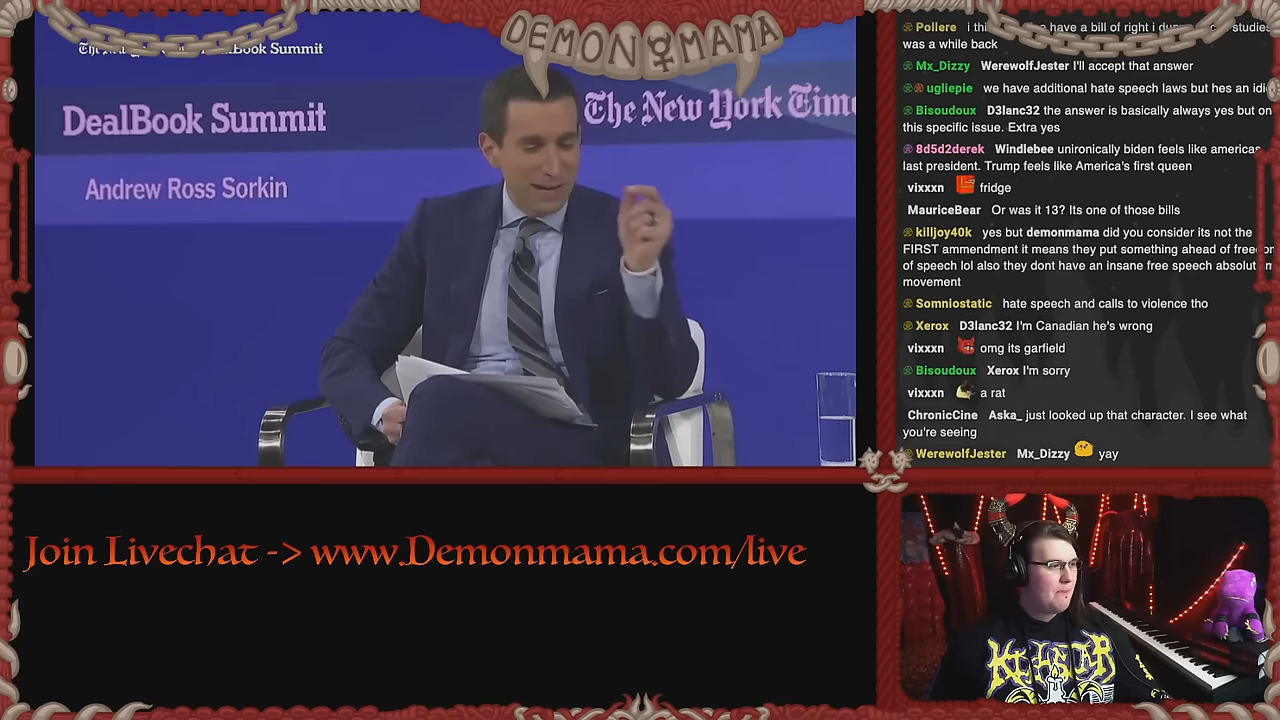 DEMON MAMA
The New York Times DealBook Summit
DealBook Summit
The New York Time
Andrew Ross Sorkin
Join Livechat -> www.Demonmama.com/live
Pollere i thi have a bill of right i studies
was a while back
Mx_Dizzy WerewolfJester I'll accept that answer
ugliepie we have additional hate speech laws but hes an idi
Bisoudoux D3lanc32 the answer is basically always yes but on
this specific issue. Extra yes
8d5d2derek Windlebee unironically biden feels like americas
last president. Trump feels like America's first queen
vixxxn fridge
MauriceBear Or was it 13? Its one of those bills
killjoy40k yes but demonmama did you consider its not the
FIRST ammendment it means they put something ahead of freedom
of speech lol also they dont have an insane free speech absolutism
movement
Somniostatic hate speech and calls to violence tho
Xerox D3lanc32 I'm Canadian he's wrong
vixxxn omg its garfield
Bisoudoux Xerox I'm sorry
vixxxn a rat
ChronicCine Aska_ just looked up that character. I see what
you're seeing
WerewolfJester Mx_Dizzy yay